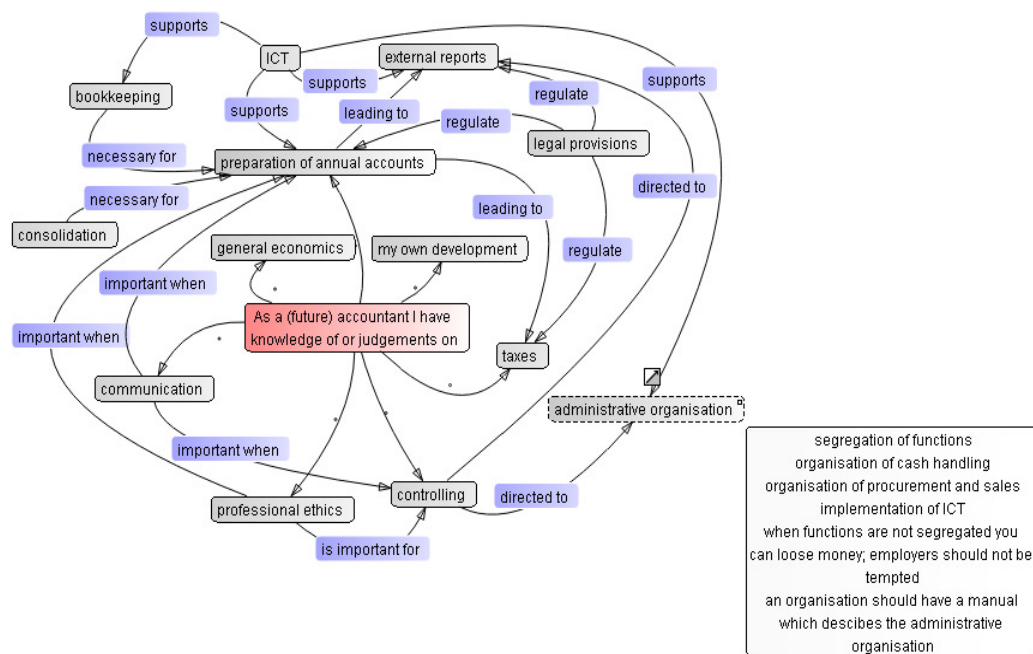 supports
ICT
external reports
supports
supports
bookkeeping
regulate
supports
leading to
regulate
legal provisions
necessary for
preparation of annual accounts
directed to
necessary for
leading to
consolidation
general economics
my own development
regulate
important when
As a (future) accountant I have
knowledge of or judgements on
important when
taxes
communication
administrative organisation
important when
segregation of functions
organisation of cash handling
organisation of procurement and sales
implementation of ICT
when functions are not segregated you
can loose money; employers should not be
tempted
an organisation should have a manual
which descibes the administrative
organisation
controlling
directed to
professional ethics
is important for